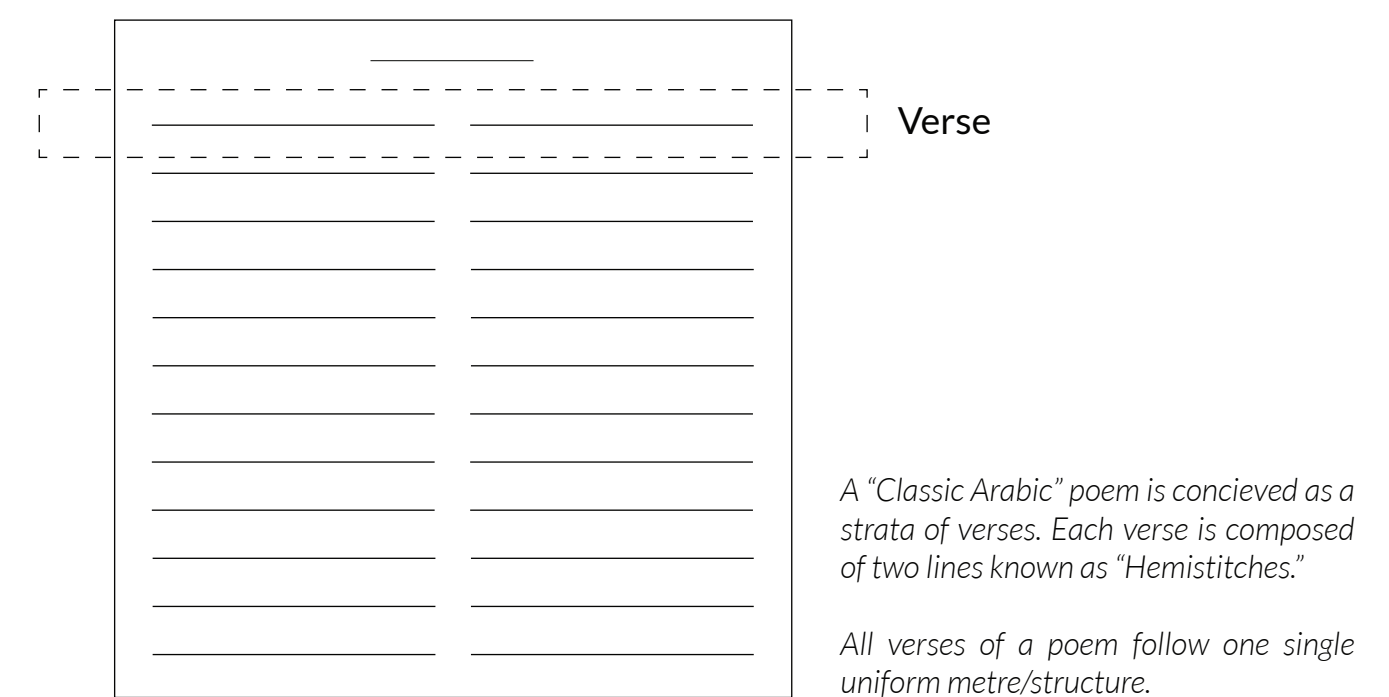 Verse
A “Classic Arabic” poem is concieved as a
strata of verses. Each verse is composed
of two lines known as “Hemistitches.”
All verses of a poem follow one single
uniform metre/structure.